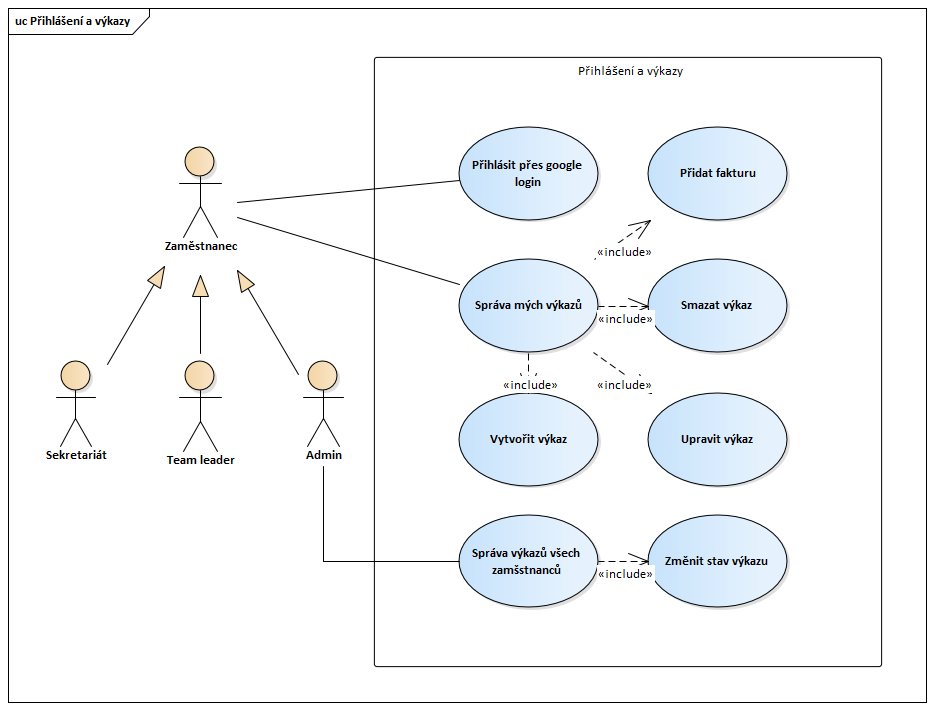 uc Přihlášení a výkazy
Přihlášení a výkazy
Přihlásit přes google
login
Přidat fakturu
Zaměstnanec
«include»
Správa mých výkazů
Smazat výkaz
«include»
«include»
«include»
Vytvořit výkaz
Upravit výkaz
Sekretariát
Team leader
Admin
Správa výkazů všech
zamšstnanců
Změnit stav výkazu
«include»